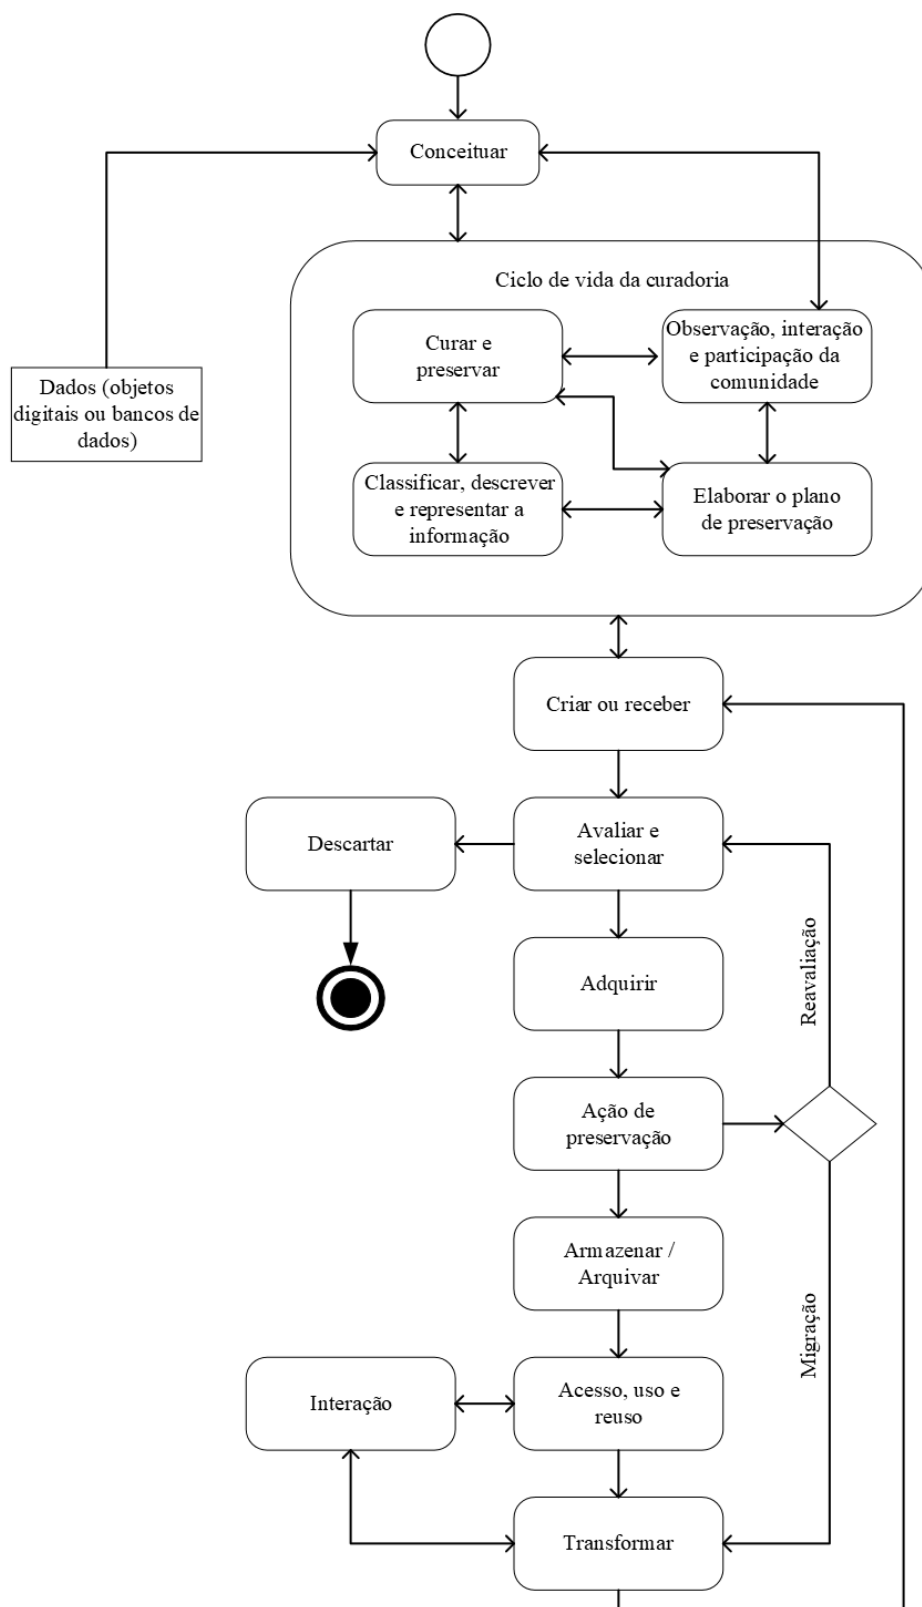 Conceituar
Ciclo de vida da curadoria
Curar e
preservar
Observação, interação
e participação da
comunidade
Dados (objetos
digitais ou bancos de
dados)
Classificar, descrever
e representar a
informação
Elaborar o plano
de preservação
Criar ou receber
Descartar
Avaliar e
selecionar
Adquirir
Reavaliação
Ação de
preservação
Armazenar /
Arquivar
Migração
Interação
Acesso, uso e
reuso
Transformar